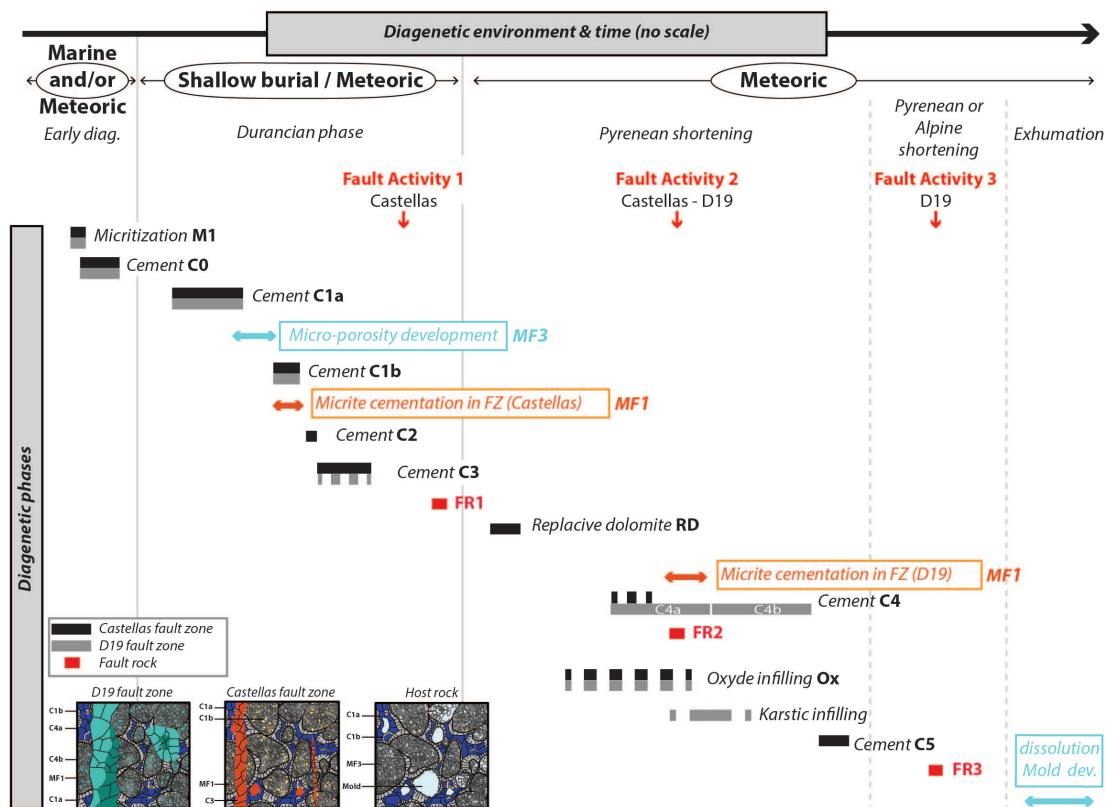 Diagenetic environment & time (no scale)
Marine
and/or
Meteoric
Shallow burial / Meteoric
Meteoric
Early diag.
Durancian phase
Pyrenean shortening
Pyrenean or
Alpine
shortening
Exhumation
Fault Activity 1
Castellas
Fault Activity 2
Castellas - D19
Fault Activity 3
D19
Diagenetic phases
Micritization M1
Cement C0
Cement C1a
Micro-porosity development MF3
Cement C1b
Micrite cementation in FZ (Castellas) MF1
Cement C2
Cement C3
FR1
Replacive dolomite RD
Micrite cementation in FZ (D19) MF1
C4a C4b Cement C4
FR2
Oxyde infilling Ox
Karstic infilling
Cement C5
FR3
dissolution
Mold dev.
Castellas fault zone
D19 fault zone
Fault rock
D19 fault zone
C1b
C4a
C4b
MF1
C1a
Castellas fault zone
C1a
C1b
MF1
C3
Host rock
C1a
C1b
MF3
Mold